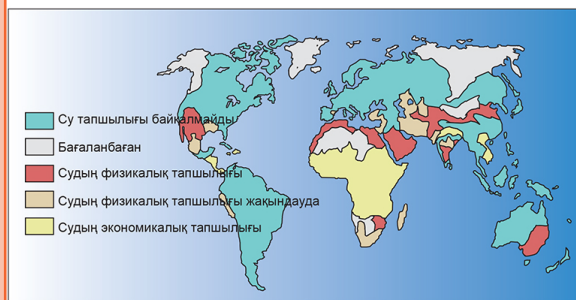 Су тапшылығы байқалмайды
Бағаланбаған
Судың физикалық тапшылығы
Судың физикалық тапшылығы жақындауда
Судың экономикалық тапшылығы